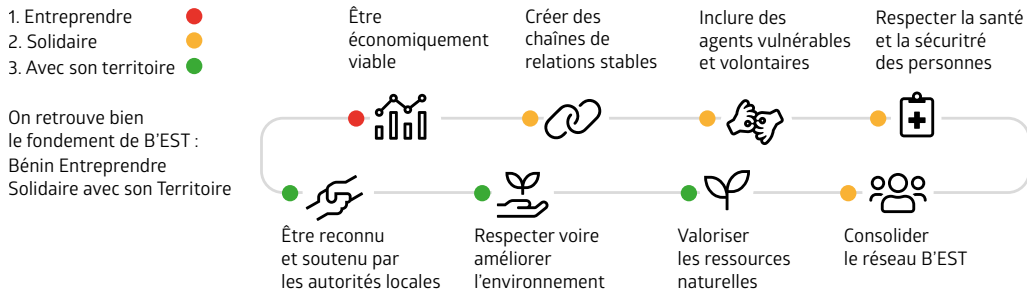 1. Entreprendre
2. Solidaire
3. Avec son territoire
On retrouve bien
le fondement de B'EST :
Bénin Entreprendre
Solidaire avec son Territoire
Être
économiquement
viable
Créer des
chaînes de
relations stables
Inclure des
agents vulnérables
et volontaires
Respecter la santé
et la sécuritré
des personnes
Être reconnu
et soutenu par
les autorités locales
Respecter voire
améliorer
l'environnement
Valoriser
les ressources
naturelles
Consolider
le réseau B'EST